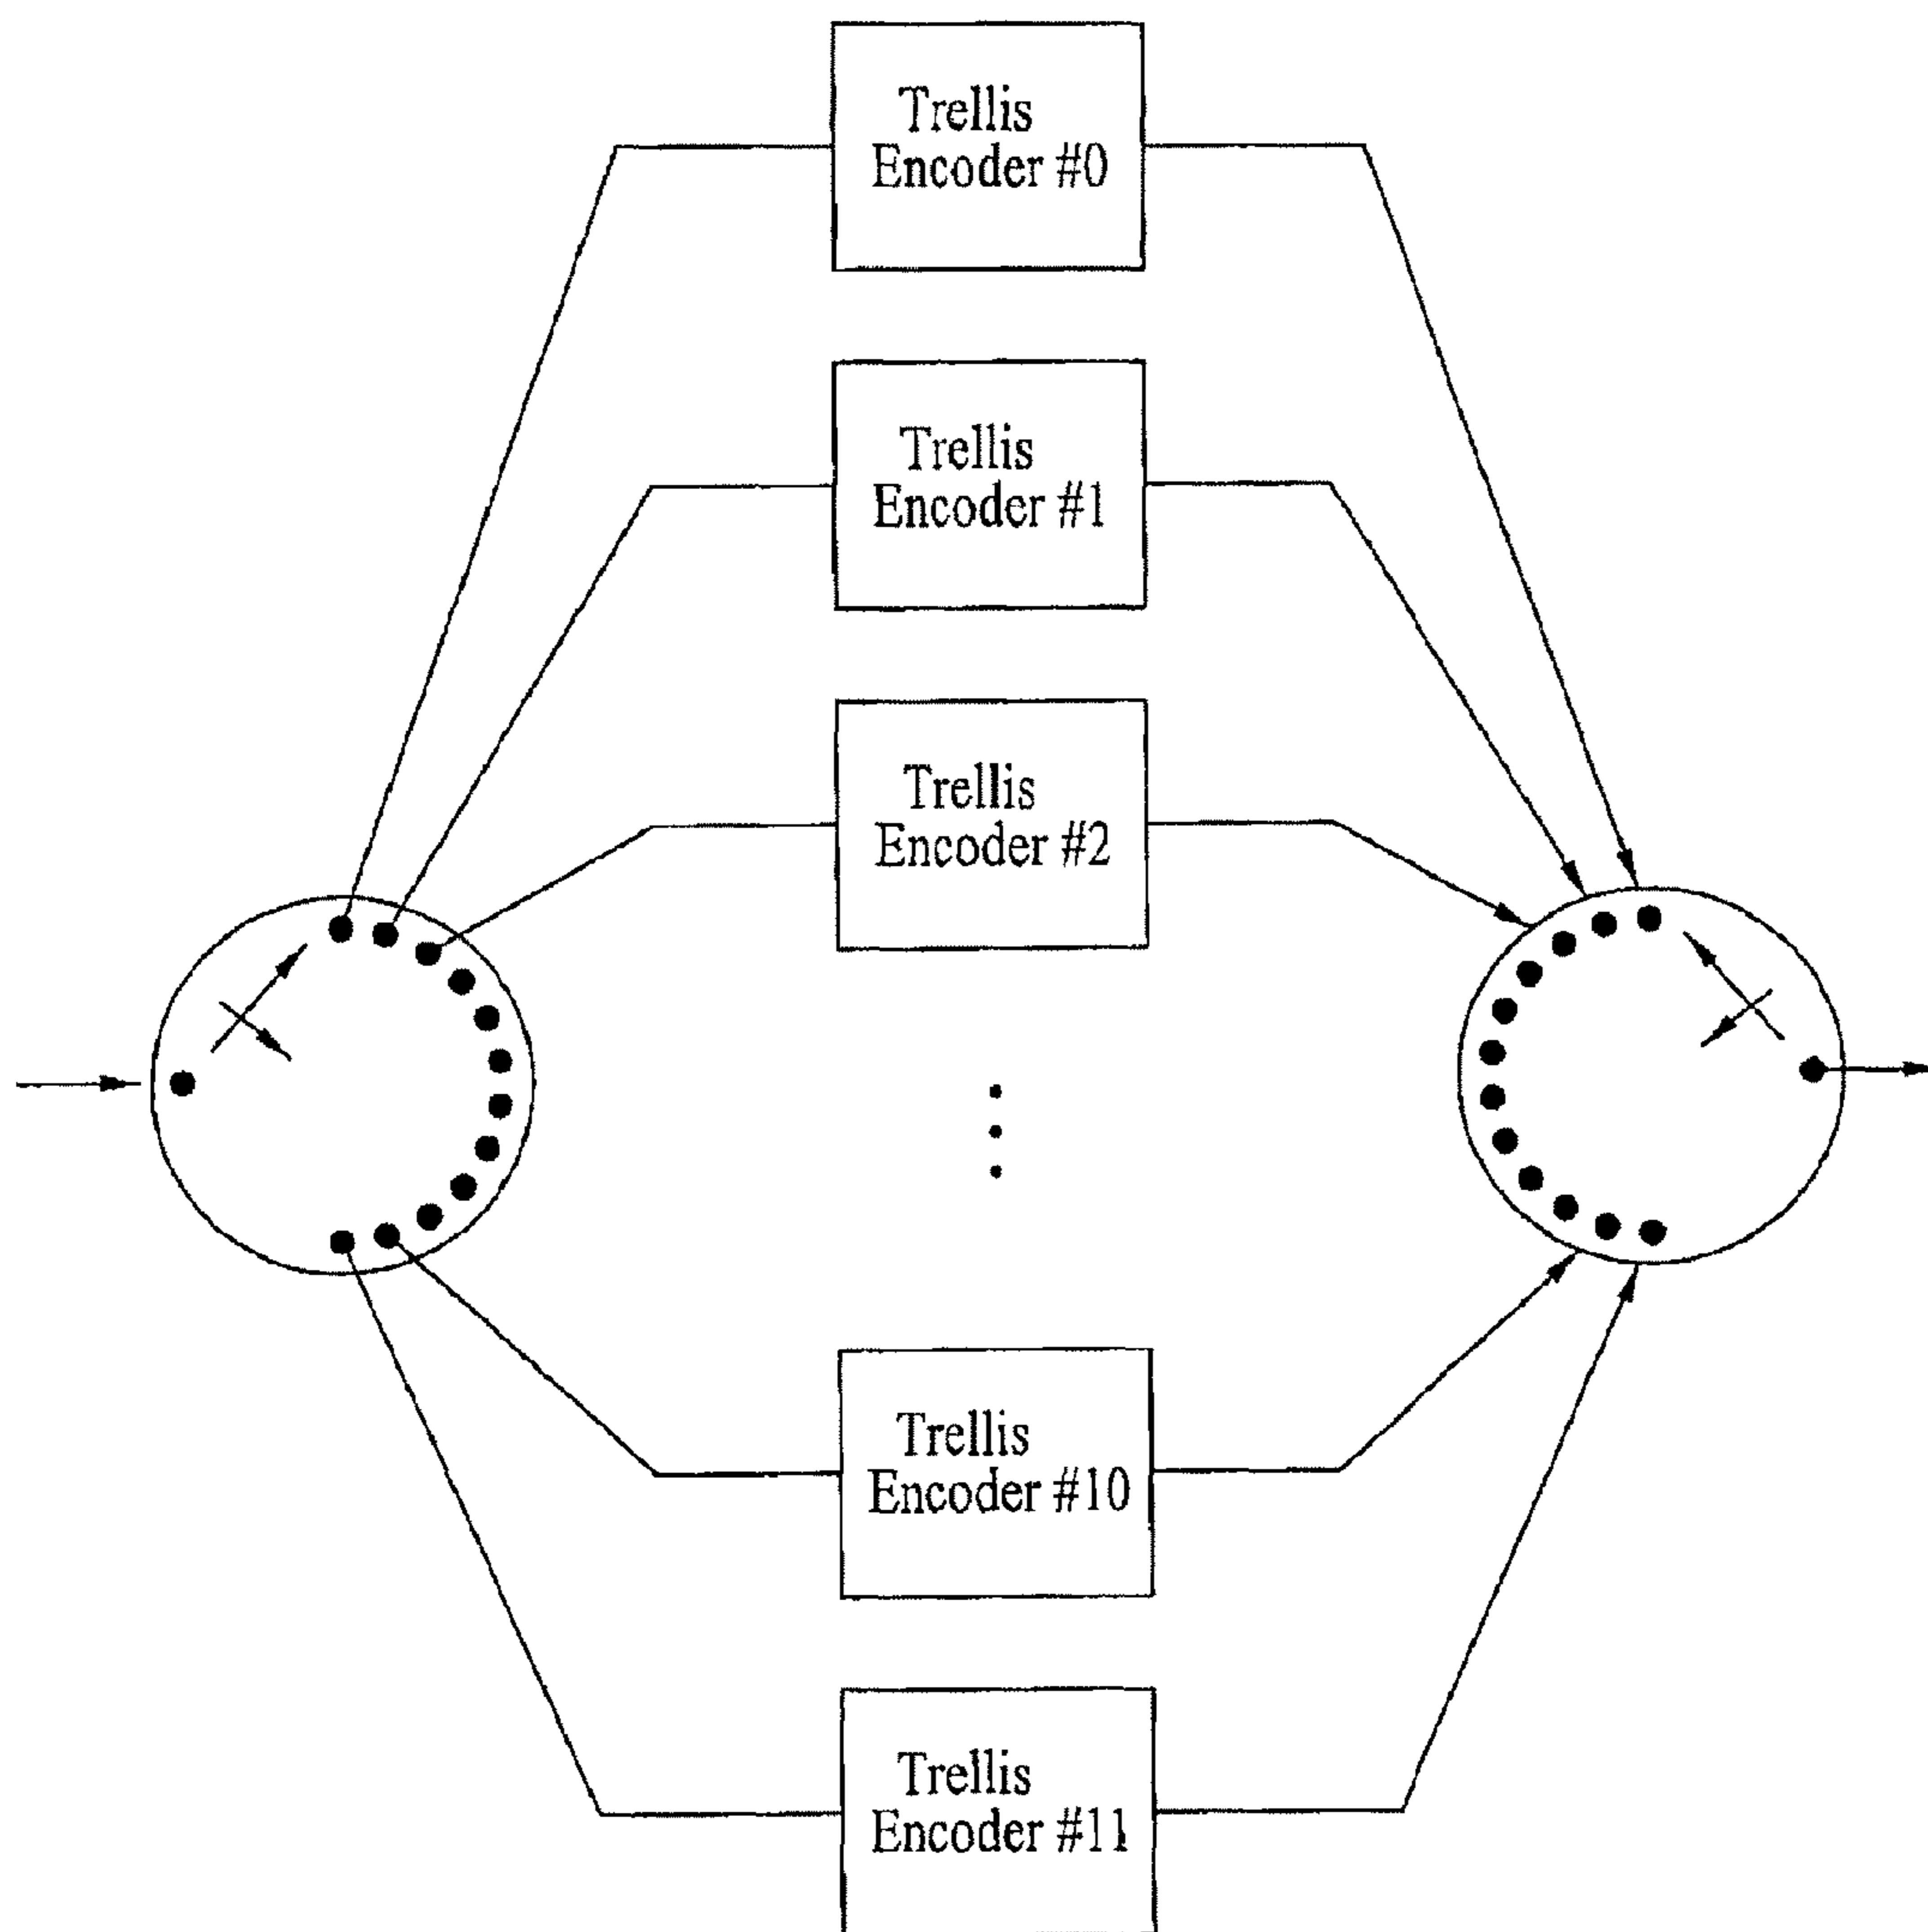 Trellis
Encoder #0
Trellis
Encoder #1
Trellis
Encoder #2
Trellis
Encoder #10
Trellis
Encoder #11